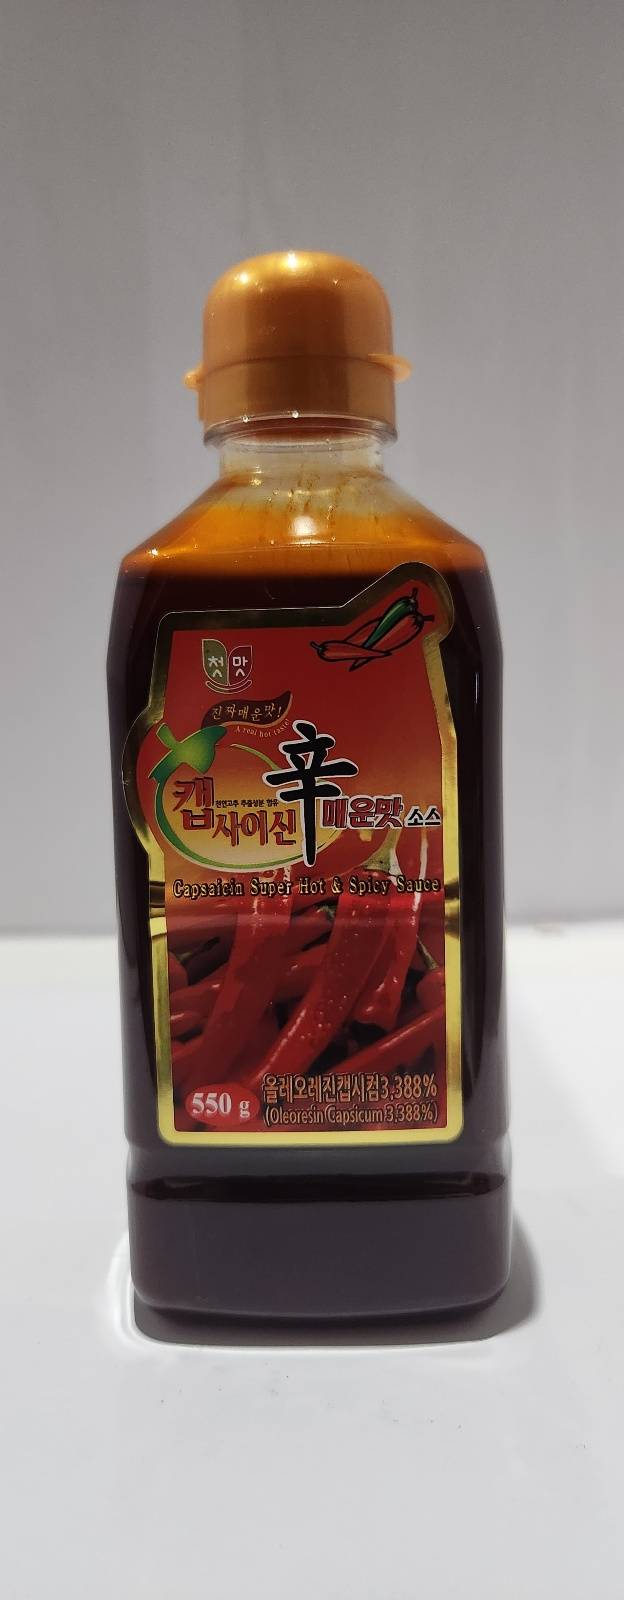 첫맛
진짜매운맛!
A real hot taste!
캡사이신 辛 매운맛 소스
천연고추 추출성분 함유
Capsaicin Super Hot & Spicy Sauce
550 g
올레오레진캡시컴3,388%
(Oleoresin Capsicum 3,388%)